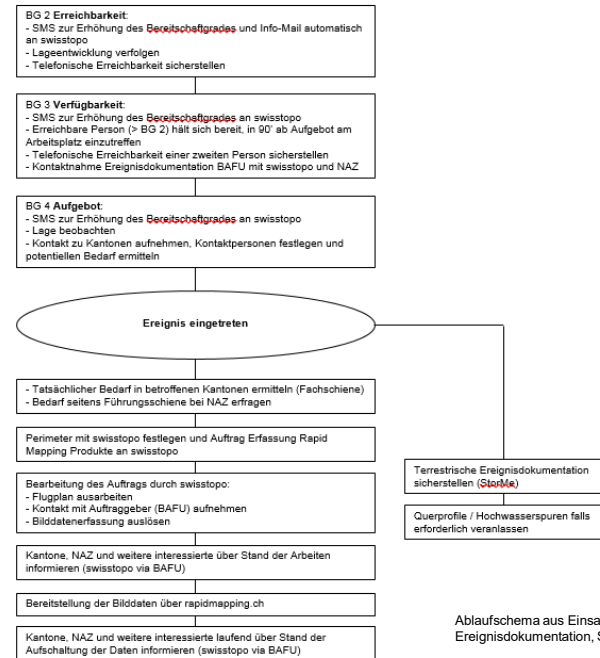 BG 2 Erreichbarkeit:
- SMS zur Erhöhung des Bereitschaftgrades und Info-Mail automatisch
an swisstopo
- Lageentwicklung verfolgen
- Telefonische Erreichbarkeit sicherstellen
BG 3 Verfügbarkeit:
- SMS zur Erhöhung des Bereitschaftgrades an swisstopo
- Erreichbare Person (> BG 2) hält sich bereit, in 90' ab Aufgebot am
Arbeitsplatz einzutreffen
- Telefonische Erreichbarkeit einer zweiten Person sicherstellen
- Kontaktnahme Ereignisdokumentation BAFU mit swisstopo und NAZ
BG 4 Aufgebot:
- SMS zur Erhöhung des Bereitschaftgrades an swisstopo
- Lage beobachten
- Kontakt zu Kantonen aufnehmen, Kontaktpersonen festlegen und
potentiellen Bedarf ermitteln
Ereignis eingetreten
- Tatsächlicher Bedarf in betroffenen Kantonen ermitteln (Fachschiene)
- Bedarf seitens Führungsschiene bei NAZ erfragen
Perimeter mit swisstopo festlegen und Auftrag Erfassung Rapid
Mapping Produkte an swisstopo
Bearbeitung des Auftrags durch swisstopo:
- Flugplan ausarbeiten
- Kontakt mit Auftraggeber (BAFU) aufnehmen
- Bilddatenerfassung auslösen
Kantone, NAZ und weitere interessierte über Stand der Arbeiten
informieren (swisstopo via BAFU)
Bereitstellung der Bilddaten über rapidmapping.ch
Kantone, NAZ und weitere interessierte laufend über Stand der
Aufschaltung der Daten informieren (swisstopo via BAFU)
Terrestrische Ereignisdokumentation
sicherstellen (StorMe)
Querprofile / Hochwasserspuren falls
erforderlich veranlassen
Ablaufschema aus Einsa
Ereignisdokumentation, S